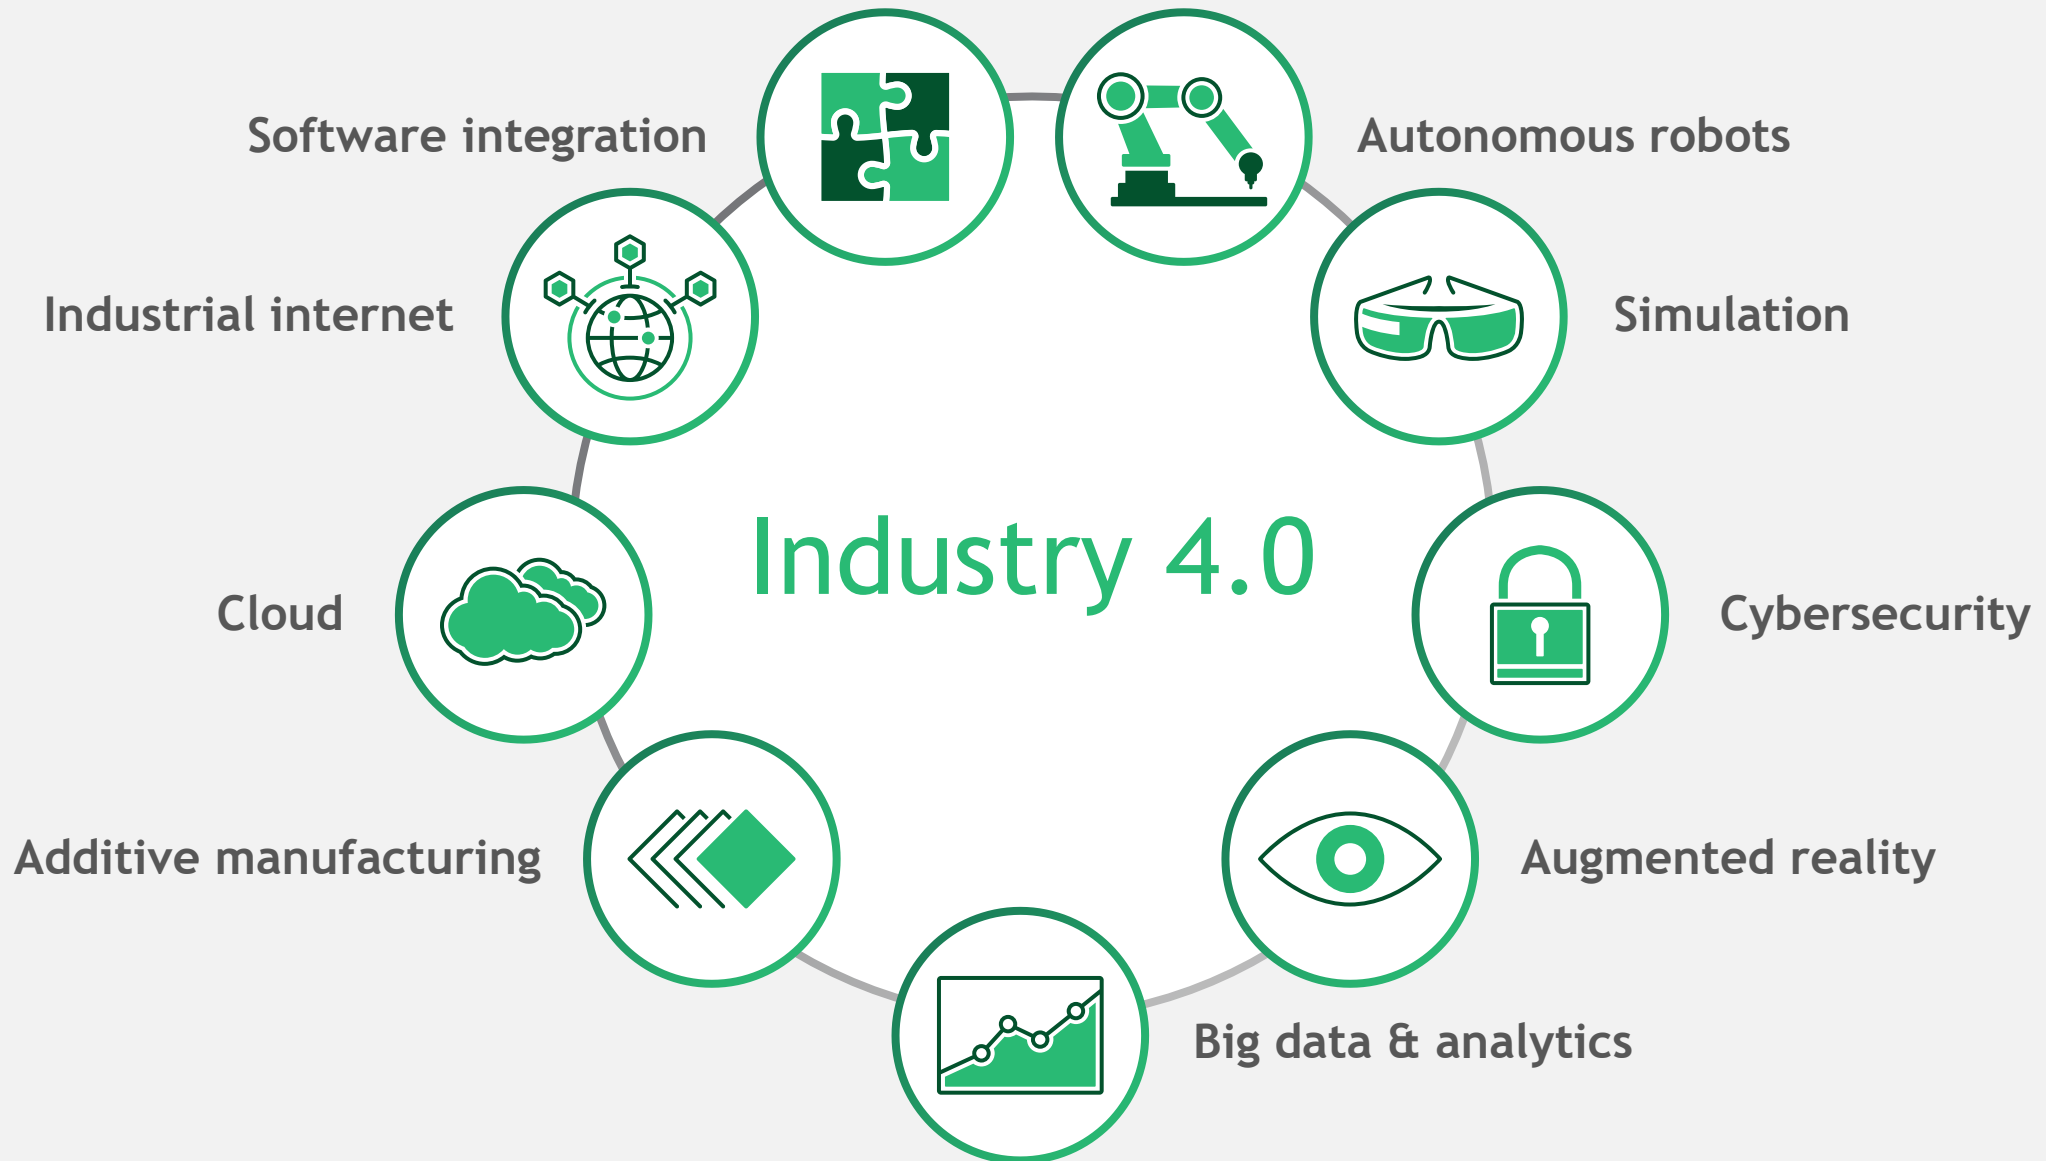 Software integration
Autonomous robots
Industrial internet
Simulation
Industry 4.0
Cloud
Cybersecurity
Additive manufacturing
Augmented reality
Big data & analytics